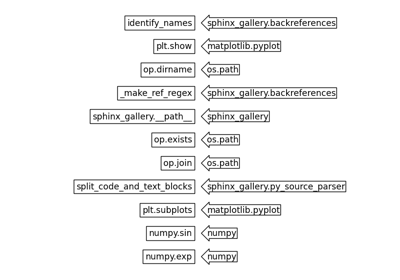 identify_names sphinx_gallery.backreferences
plt.show matplotlib.pyplot
op.dirname os.path
_make_ref_regex sphinx_gallery.backreferences
sphinx_gallery.__path__ sphinx_gallery
op.exists os.path
op.join os.path
split_code_and_text_blocks sphinx_gallery.py_source_parser
plt.subplots matplotlib.pyplot
numpy.sin numpy
numpy.exp numpy